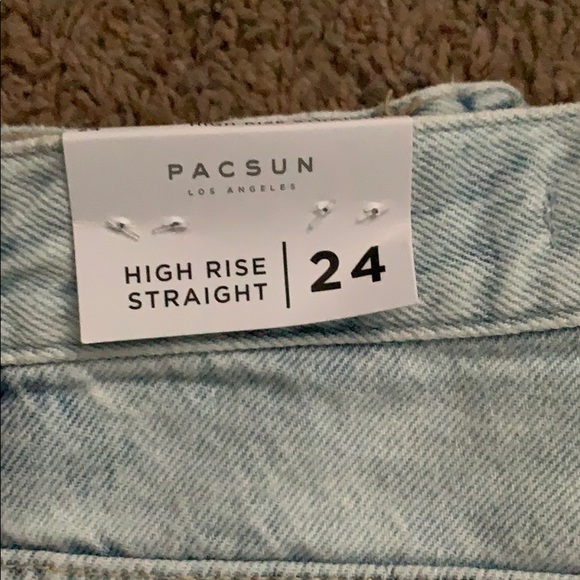 PACSUN
LOS ANGELES
HIGH RISE
STRAIGHT
24